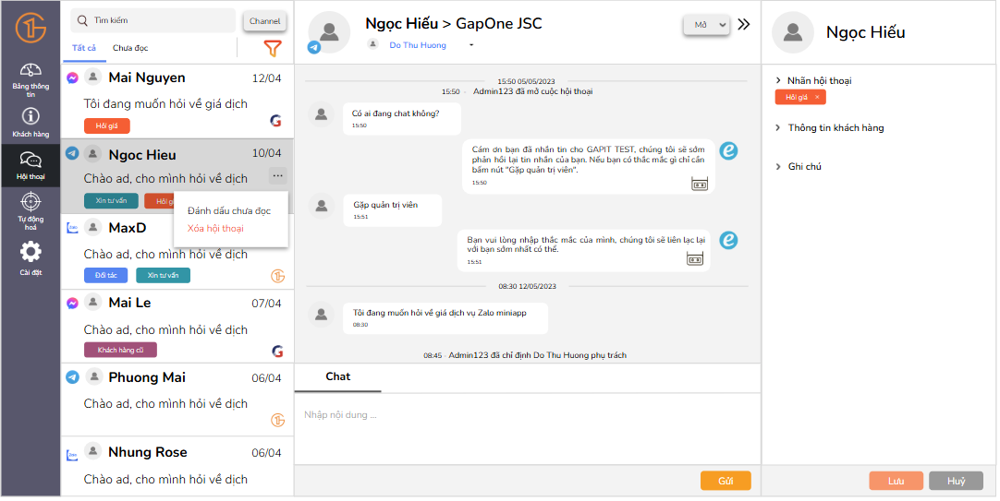 Bảng thông
tin
Khách hàng
Hội thoại
Tự động
hoá
Cài đặt
Tìm kiếm
Channel
Tất cả
Chưa đọc
Mai Nguyen
12/04
Tôi đang muốn hỏi về giá dịch
Hỏi giá
Ngoc Hieu
10/04
Chào ad, cho mình hỏi về dịch
...
Xin tư vấn
Hỏi gi
Đánh dấu chưa đọc
Xóa hội thoại
MaxD
Chào ad, cho mình hỏi về dịch
Đối tác
Xin tư vấn
Mai Le
07/04
Chào ad, cho mình hỏi về dịch
Khách hàng cũ
Phuong Mai
06/04
Chào ad, cho mình hỏi về dịch
Nhung Rose
06/04
Chào ad, cho mình hỏi về dịch
Ngọc Hiếu > GapOne JSC
Do Thu Huong
Mở
15:50 05/05/2023
15:50 - Admin123 đã mở cuộc hội thoại
Có ai đang chat không?
15:50
Cám ơn bạn đã nhắn tin cho GAPIT TEST, chúng tôi sẽ sớm
phản hồi lại tin nhắn của bạn. Nếu bạn có thắc mắc gì chỉ cần
bấm nút "Gặp quản trị viên".
15:50
Gặp quản trị viên
15:51
Bạn vui lòng nhập thắc mắc của mình, chúng tôi sẽ liên lạc lại
với bạn sớm nhất có thể.
15:51
08:30 12/05/2023
Tôi đang muốn hỏi về giá dịch vụ Zalo miniapp
08:30
08:45 - Admin123 đã chỉ định Do Thu Huong phụ trách
Chat
Nhập nội dung ...
Gửi
Ngọc Hiếu
Nhãn hội thoại
Hỏi giá ×
Thông tin khách hàng
Ghi chú
Lưu
Huỷ